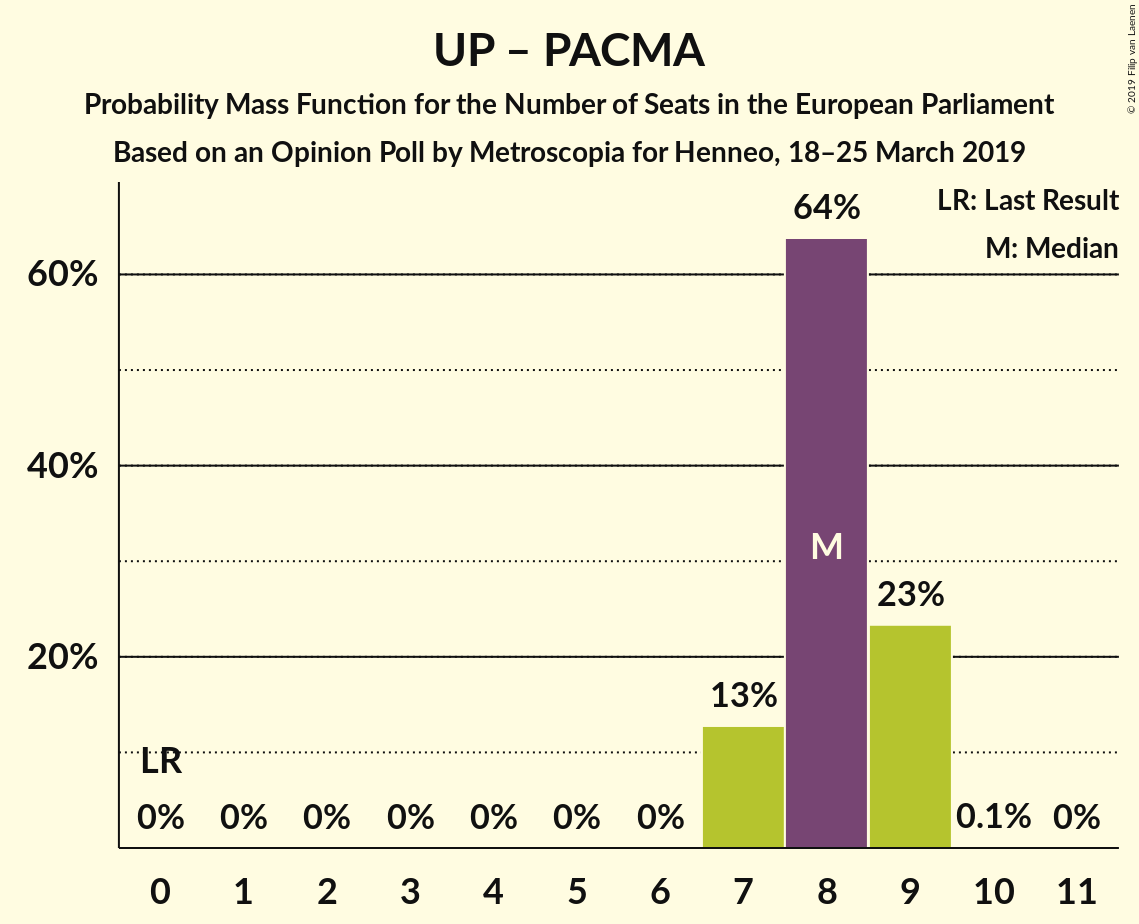 UP – PACMA
Probability Mass Function for the Number of Seats in the European Parliament
Based on an Opinion Poll by Metroscopia for Henneo, 18–25 March 2019
© 2019 Filip van Laenen
LR: Last Result
M: Median
64%
60%
40%
M
23%
20%
13%
LR
0% 0% 0% 0% 0% 0% 0% 0.1% 0%
0 1 2 3 4 5 6 7 8 9 10 11